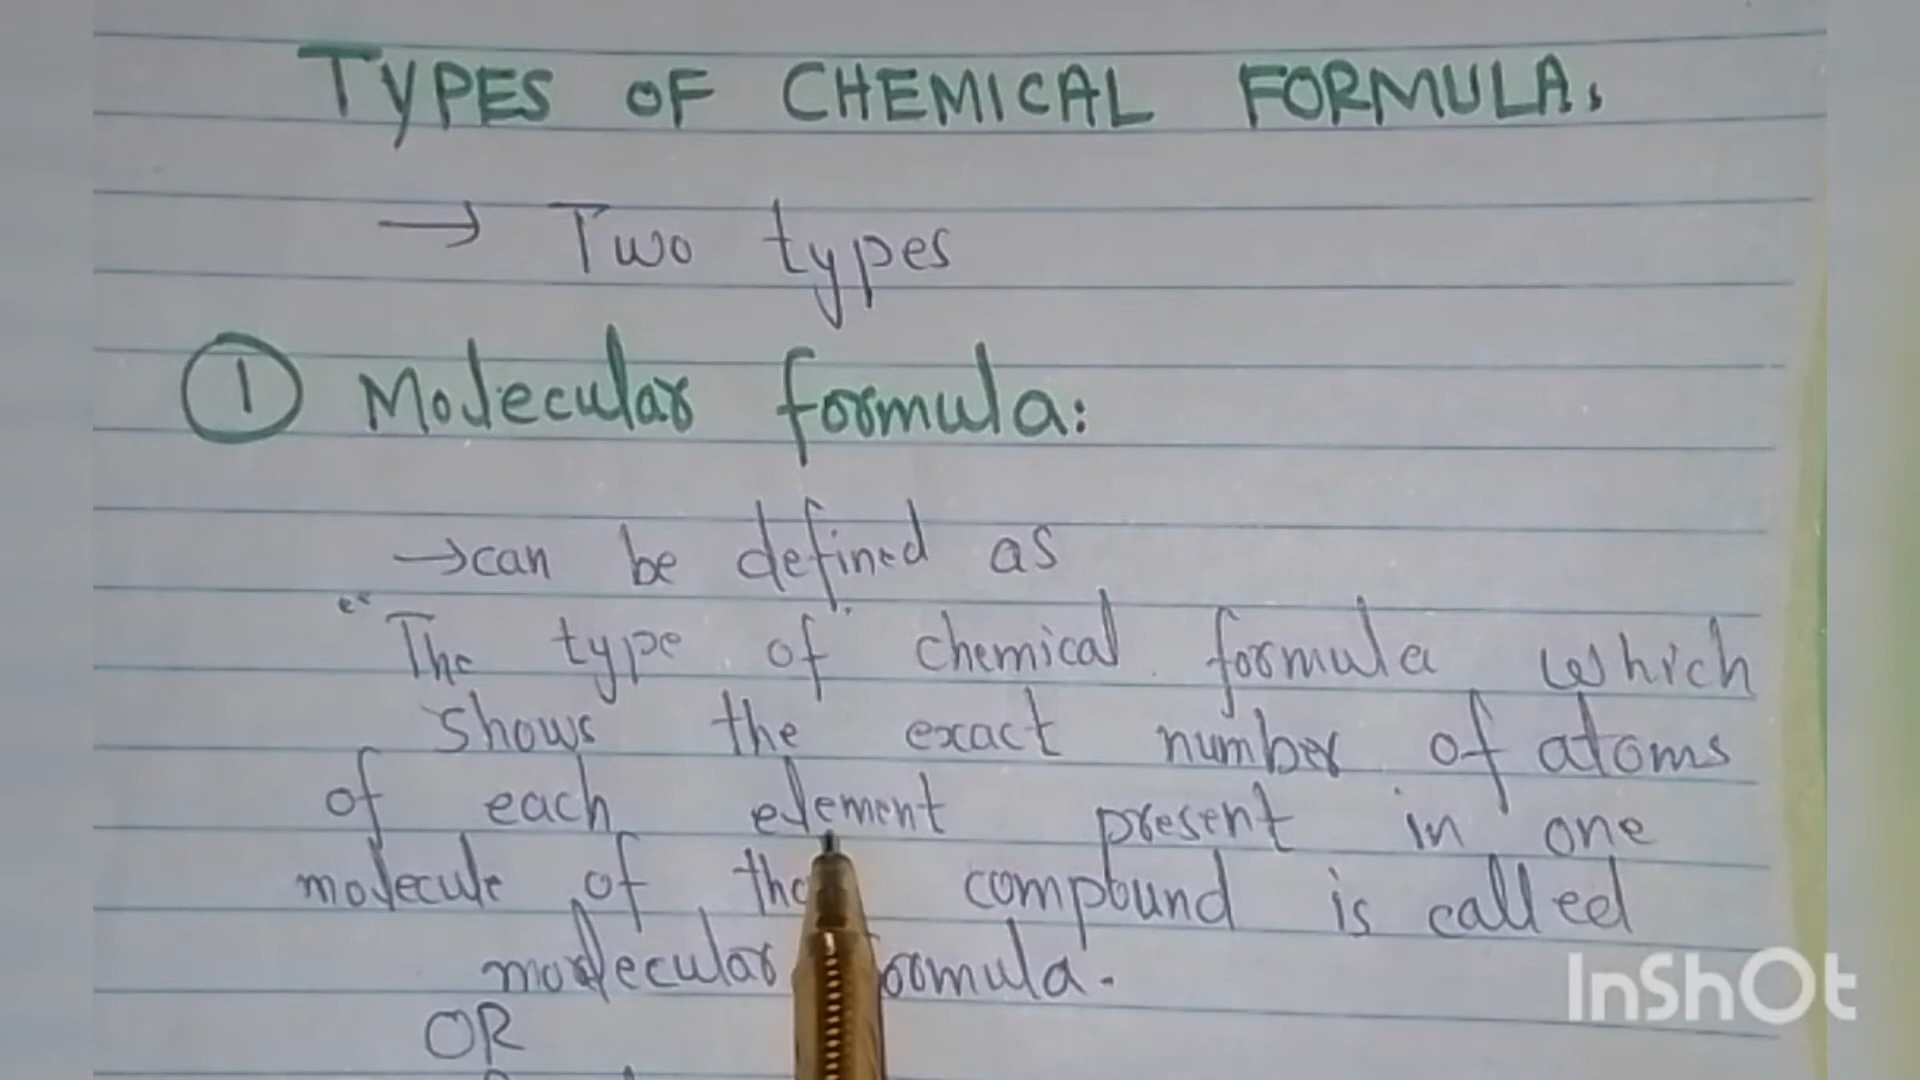 TYPES OF CHEMICAL FORMULA.
→ Two types
① Molecular formula:
→ can be defined as
"The type of chemical formula which
shows the exact number of atoms
of each element present in one
molecule of the compound is called
molecular formula.
OR
InShOt